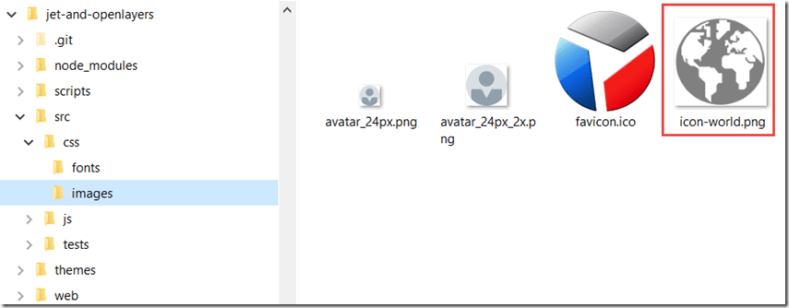 jet-and-openlayers
.git
node_modules
scripts
src
css
fonts
images
js
tests
themes
web
avatar_24px.png
avatar_24px_2x.p
ng
favicon.ico
icon-world.png